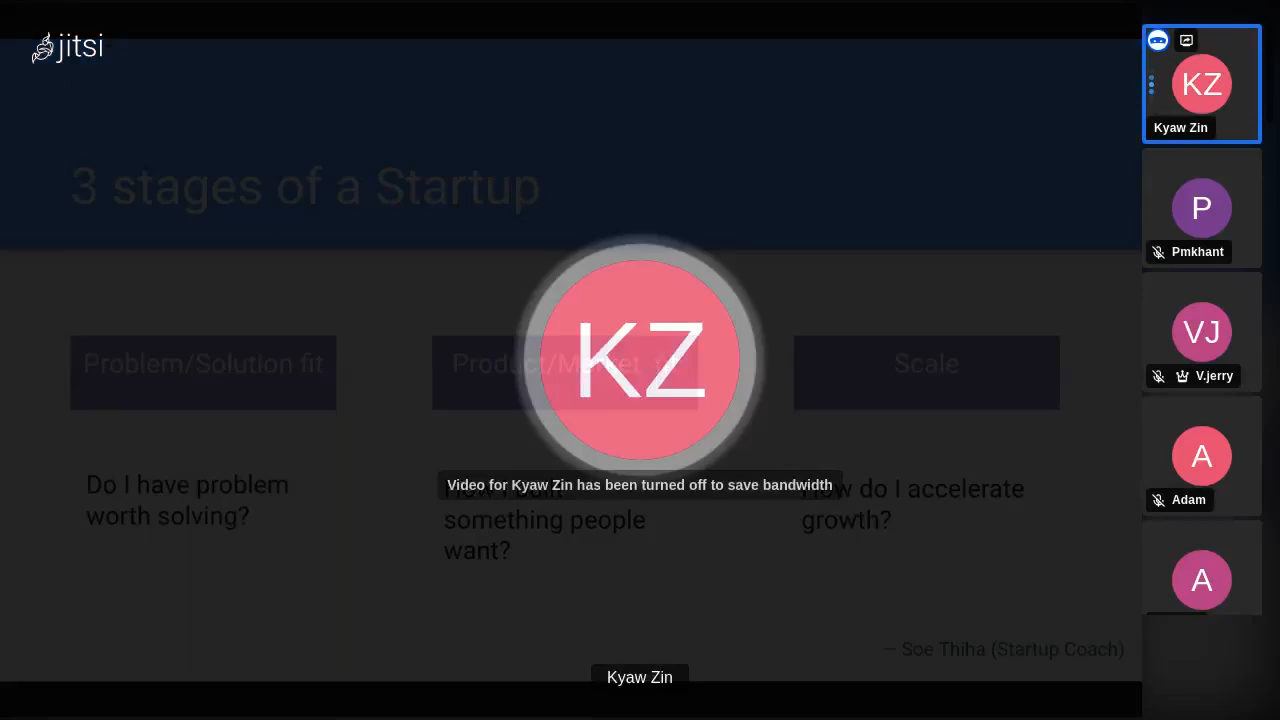 jitsi
3 stages of a Startup
Problem/Solution fit
Product/Market
Scale
KZ
Do I have problem
worth solving?
Video for Kyaw Zin has been turned off to save bandwidth
something people
want?
How do I accelerate
growth?
– Soe Thiha (Startup Coach)
Kyaw Zin
KZ
Kyaw Zin
P
Pmkhant
VJ
V.jerry
A
Adam
A